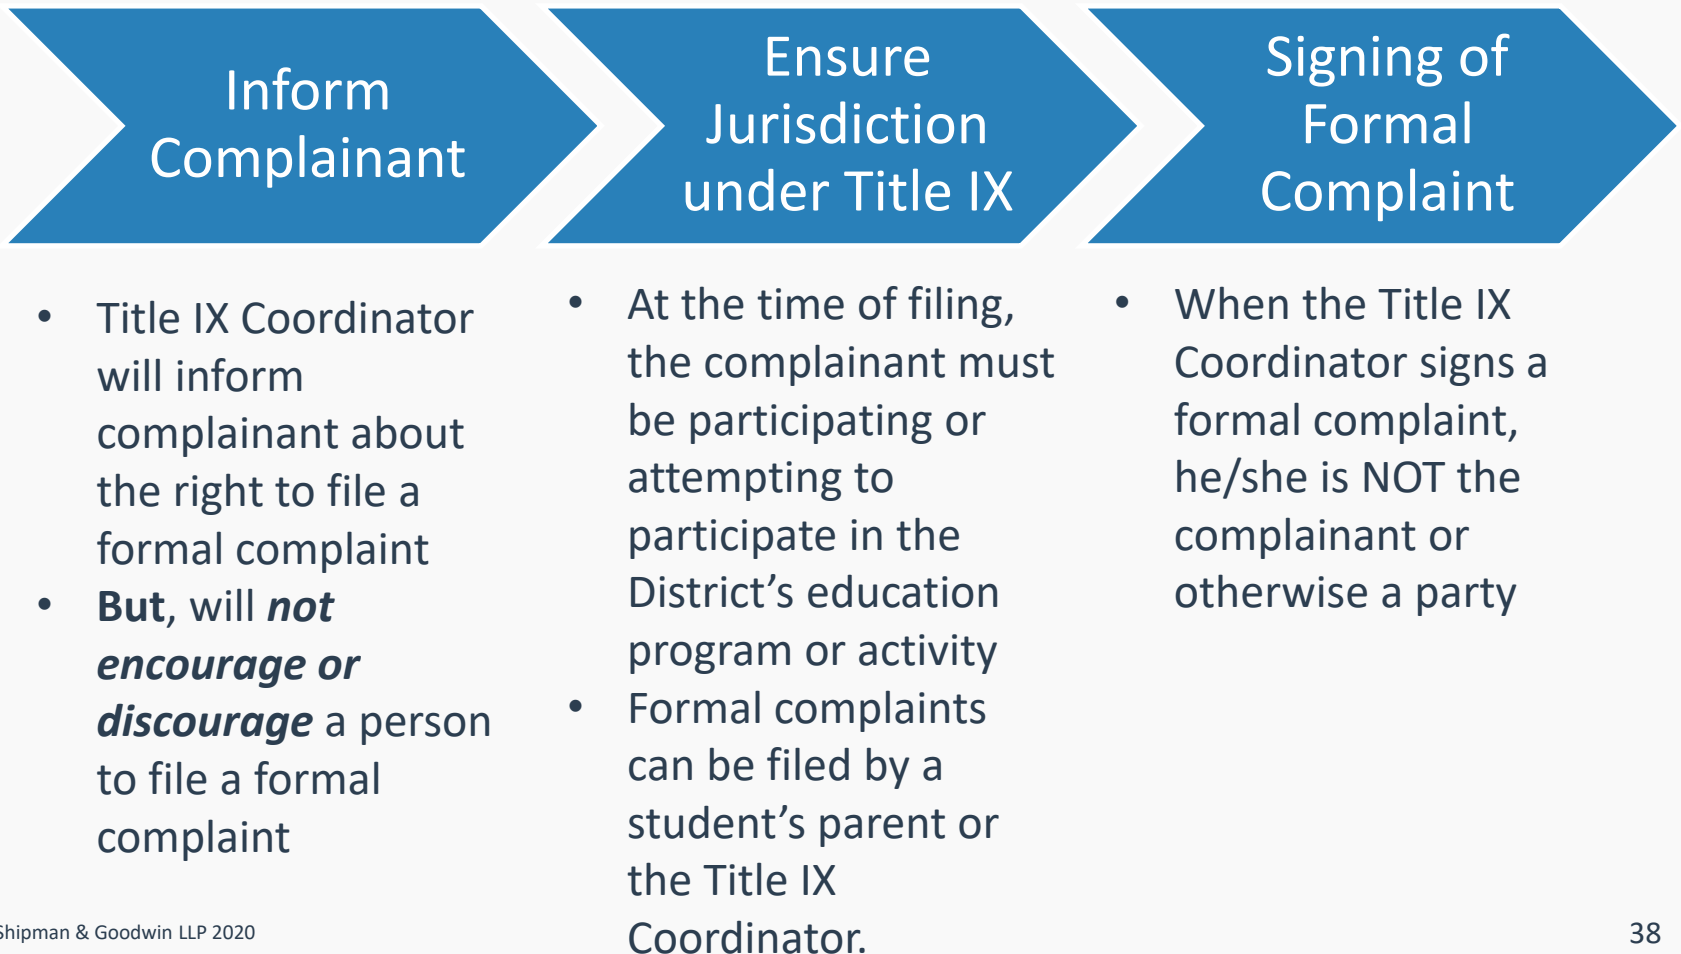 Inform
Complainant
Ensure
Jurisdiction
under Title IX
Signing of
Formal
Complaint
• Title IX Coordinator
will inform
complainant about
the right to file a
formal complaint
• But, will not
encourage or
discourage a person
to file a formal
complaint
• At the time of filing,
the complainant must
be participating or
attempting to
participate in the
District’s education
program or activity
• Formal complaints
can be filed by a
student’s parent or
the Title IX
Coordinator.
• When the Title IX
Coordinator signs a
formal complaint,
he/she is NOT the
complainant or
otherwise a party
Shipman & Goodwin LLP 2020
38